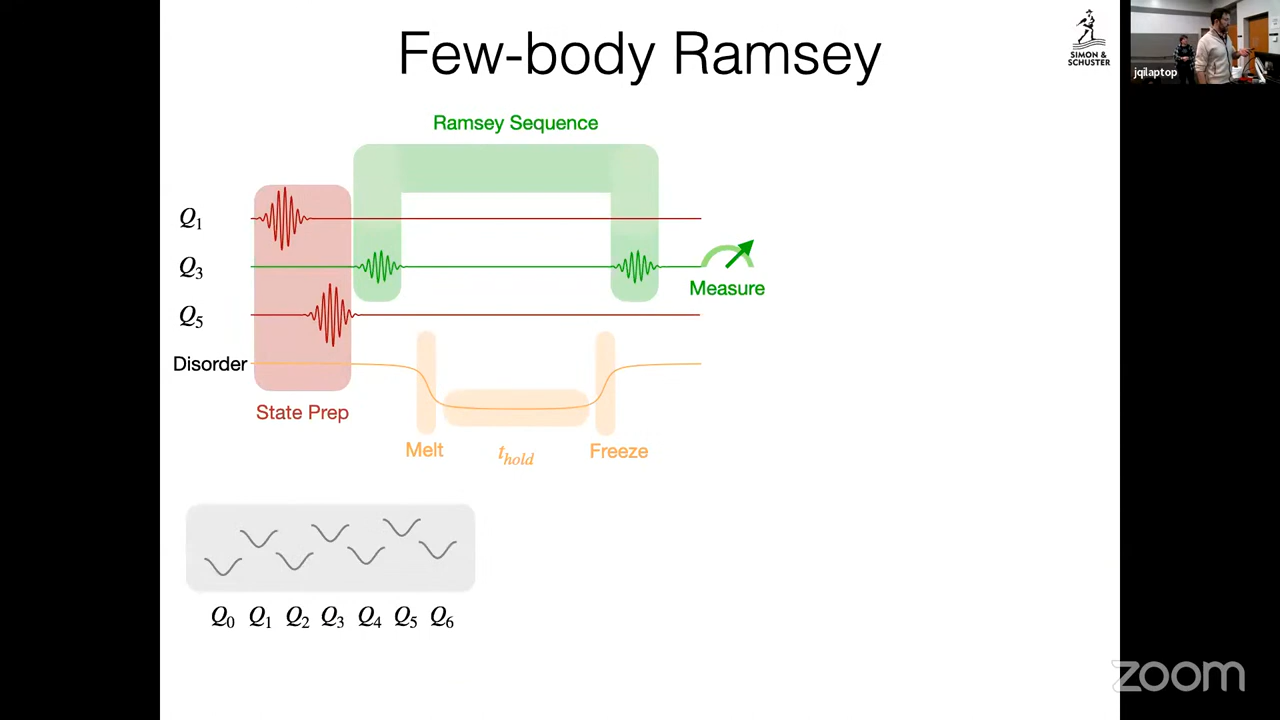 Few-body Ramsey
SIMON &
SCHUSTER
jqilaptop
Ramsey Sequence
Q1
Q3
Measure
Q5
Disorder
State Prep
Melt
thold
Freeze
Q0 Q1 Q2 Q3 Q4 Q5 Q6
zoom